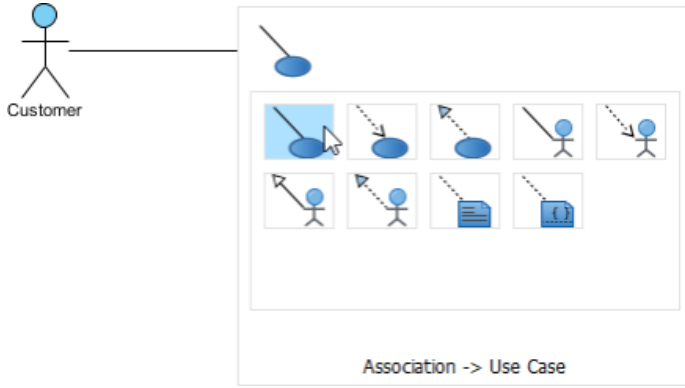 Customer
{ }
Association -> Use Case